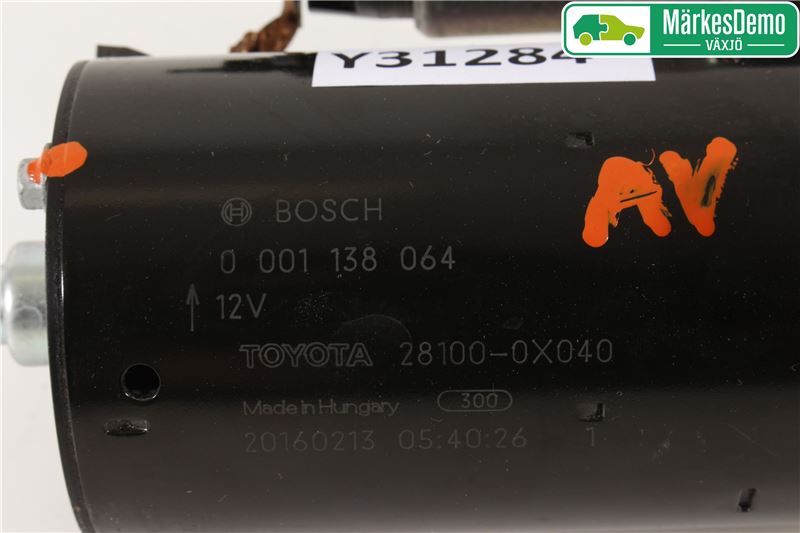 MärkesDemo
VÄXJÖ
Y31284
AV
BOSCH
0 001 138 064
12V
TOYOTA 28100-0X040
Made in Hungary 300
20160213 05:40:26 1